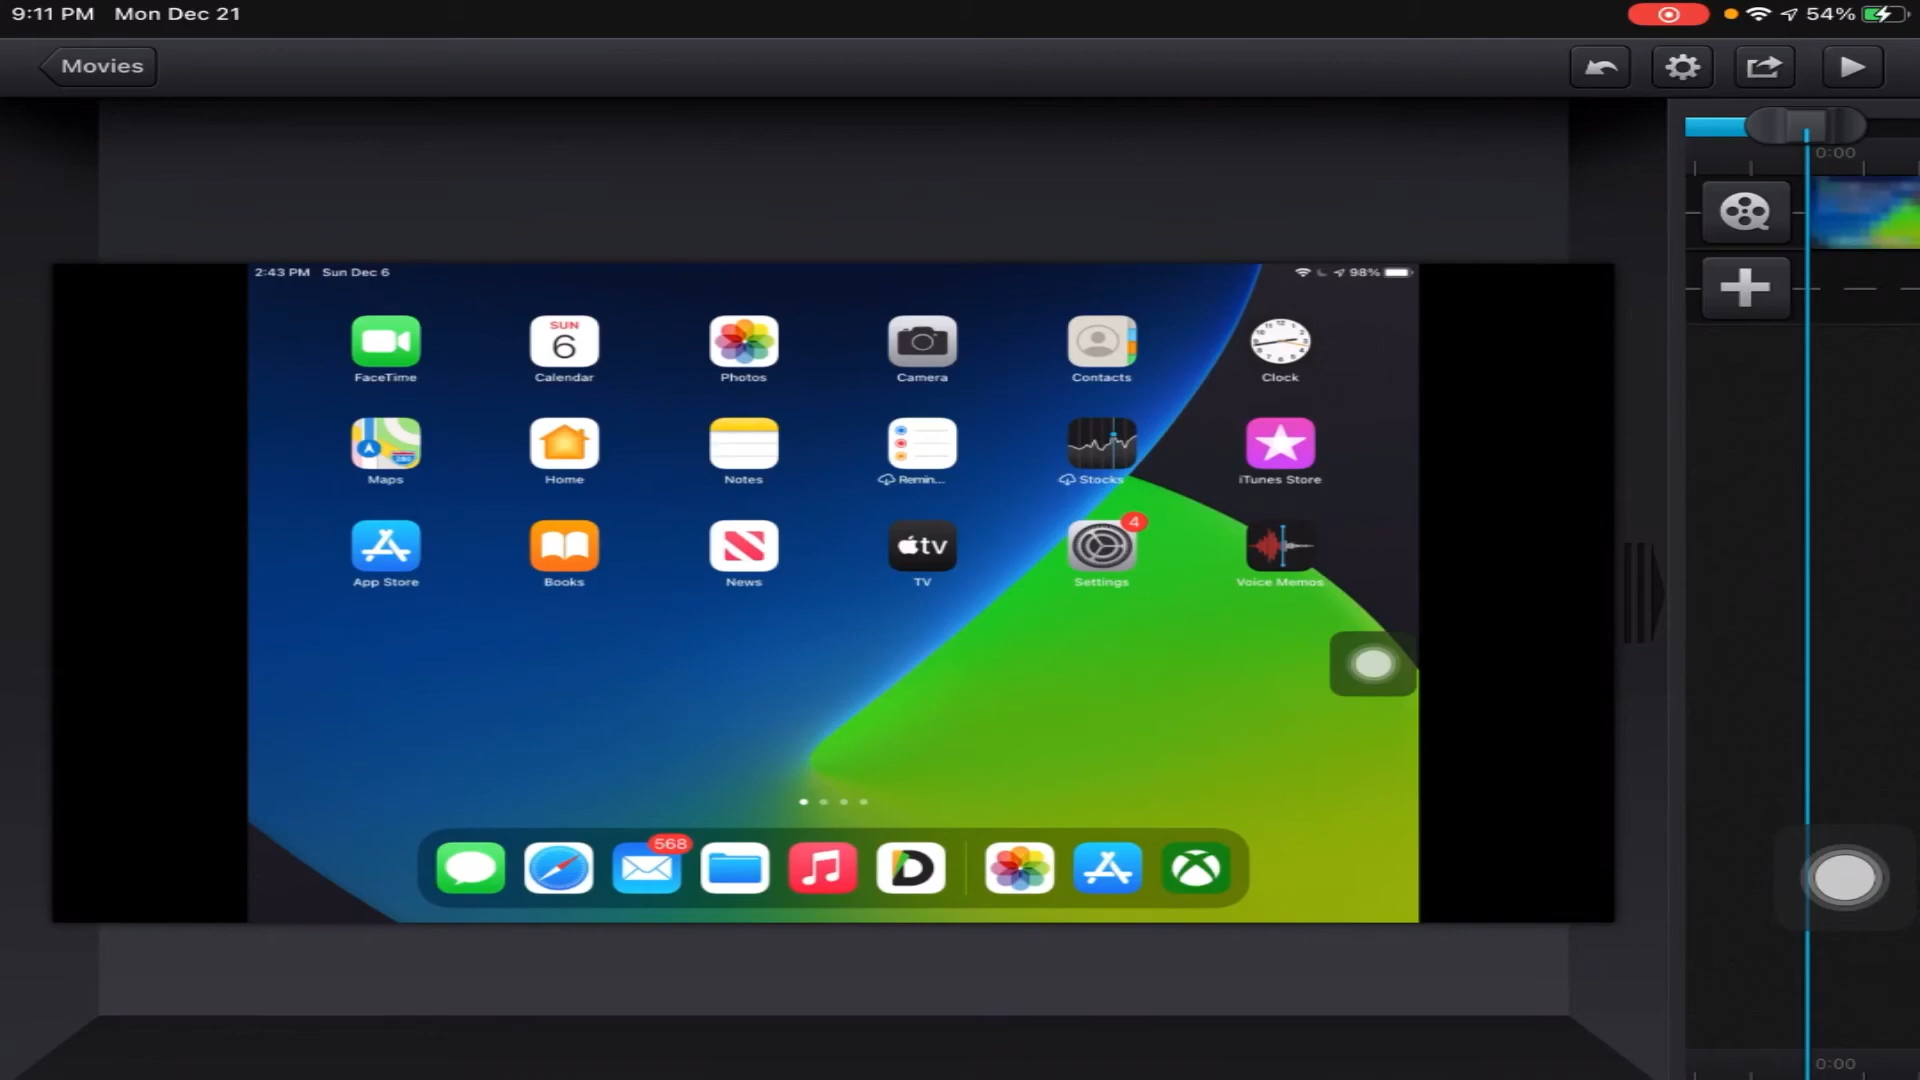 9:11 PM Mon Dec 21
54%
Movies
0:00
2:43 PM Sun Dec 6
98%
SUN
6
FaceTime Calendar Photos Camera Contacts Clock
280
Maps Home Notes Remin... Stocks iTunes Store
tv
4
App Store Books News TV Settings Voice Memos
568
0:00